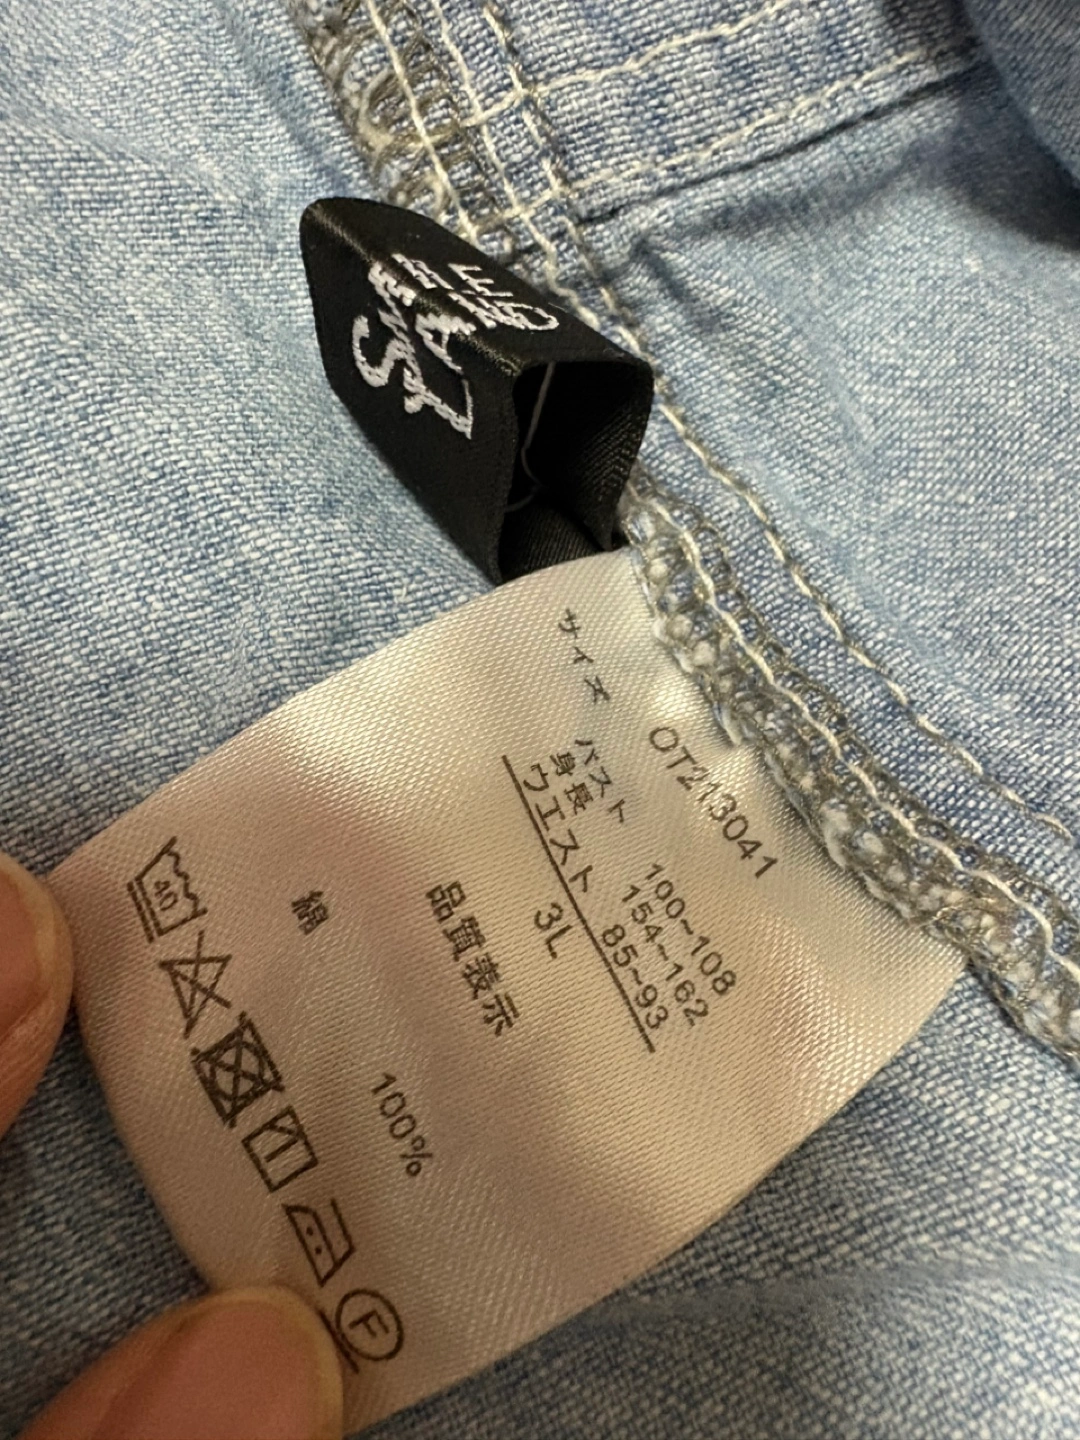 OT213041
サイズ
バスト 100~108
身長 154~162
ウエスト 85~93
3L
品質表示
綿 100%
40
F